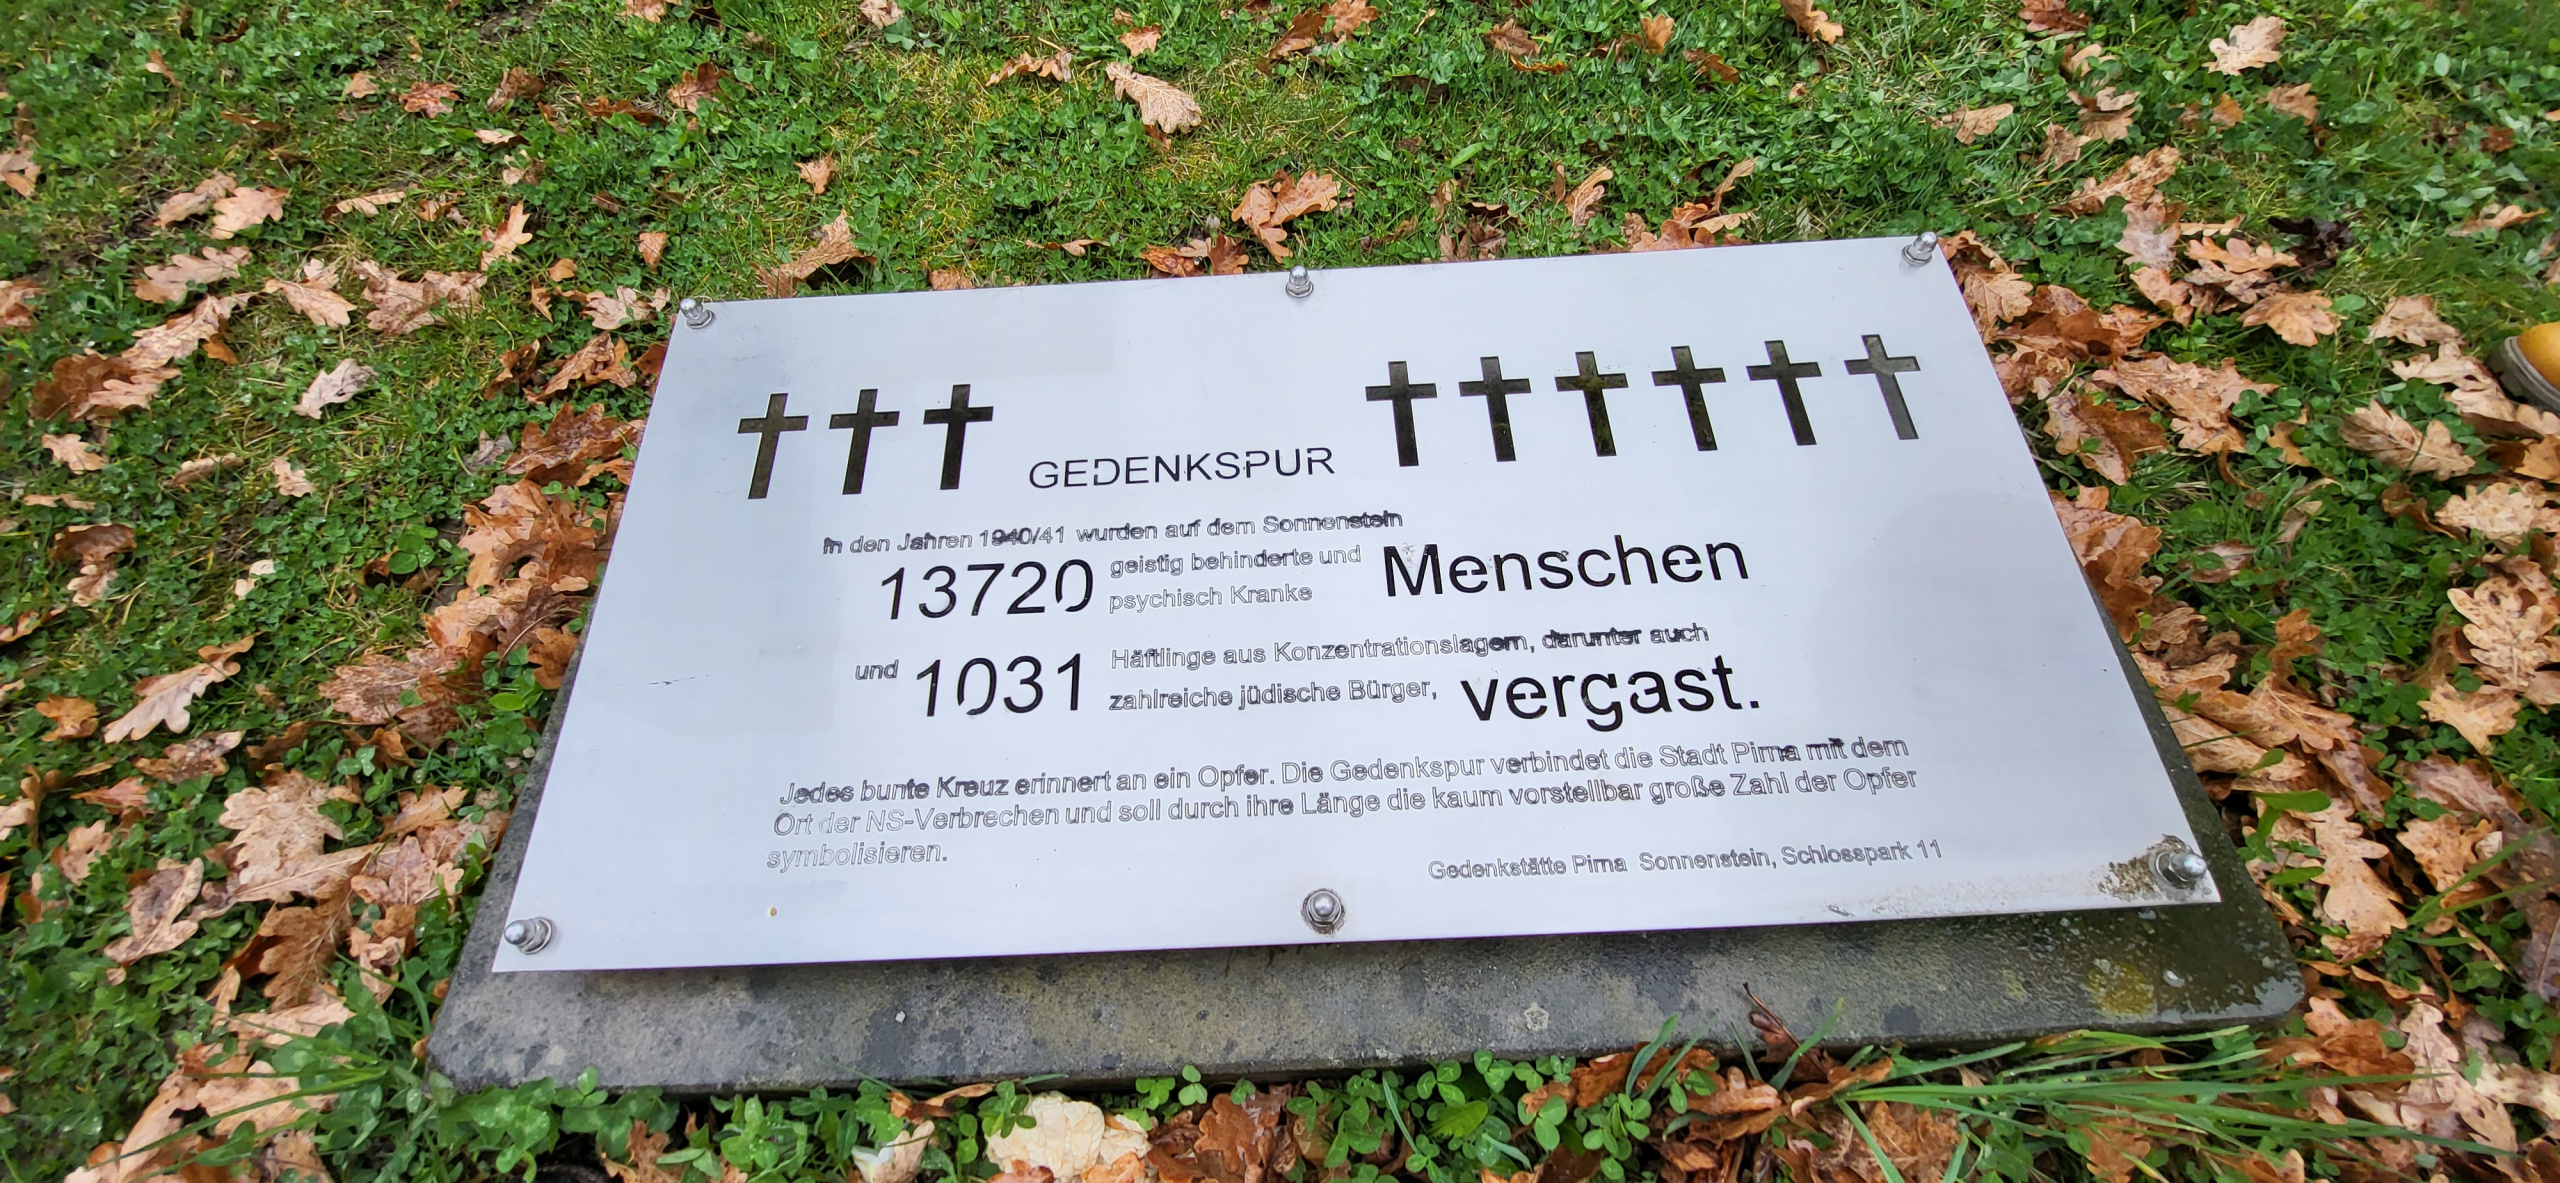 GEDENKSPUR
In den Jahren 1940/41 wurden auf dem Sonnenstein
13720 geistig behinderte und psychisch Kranke Menschen
und 1031 Häftlinge aus Konzentrationslagern, darunter auch
zahlreiche jüdische Bürger, vergast.
Jedes bunte Kreuz erinnert an ein Opfer. Die Gedenkspur verbindet die Stadt Pirna mit dem
Ort der NS-Verbrechen und soll durch ihre Länge die kaum vorstellbar große Zahl der Opfer
symbolisieren.
Gedenkstätte Pirna Sonnenstein, Schlosspark 11